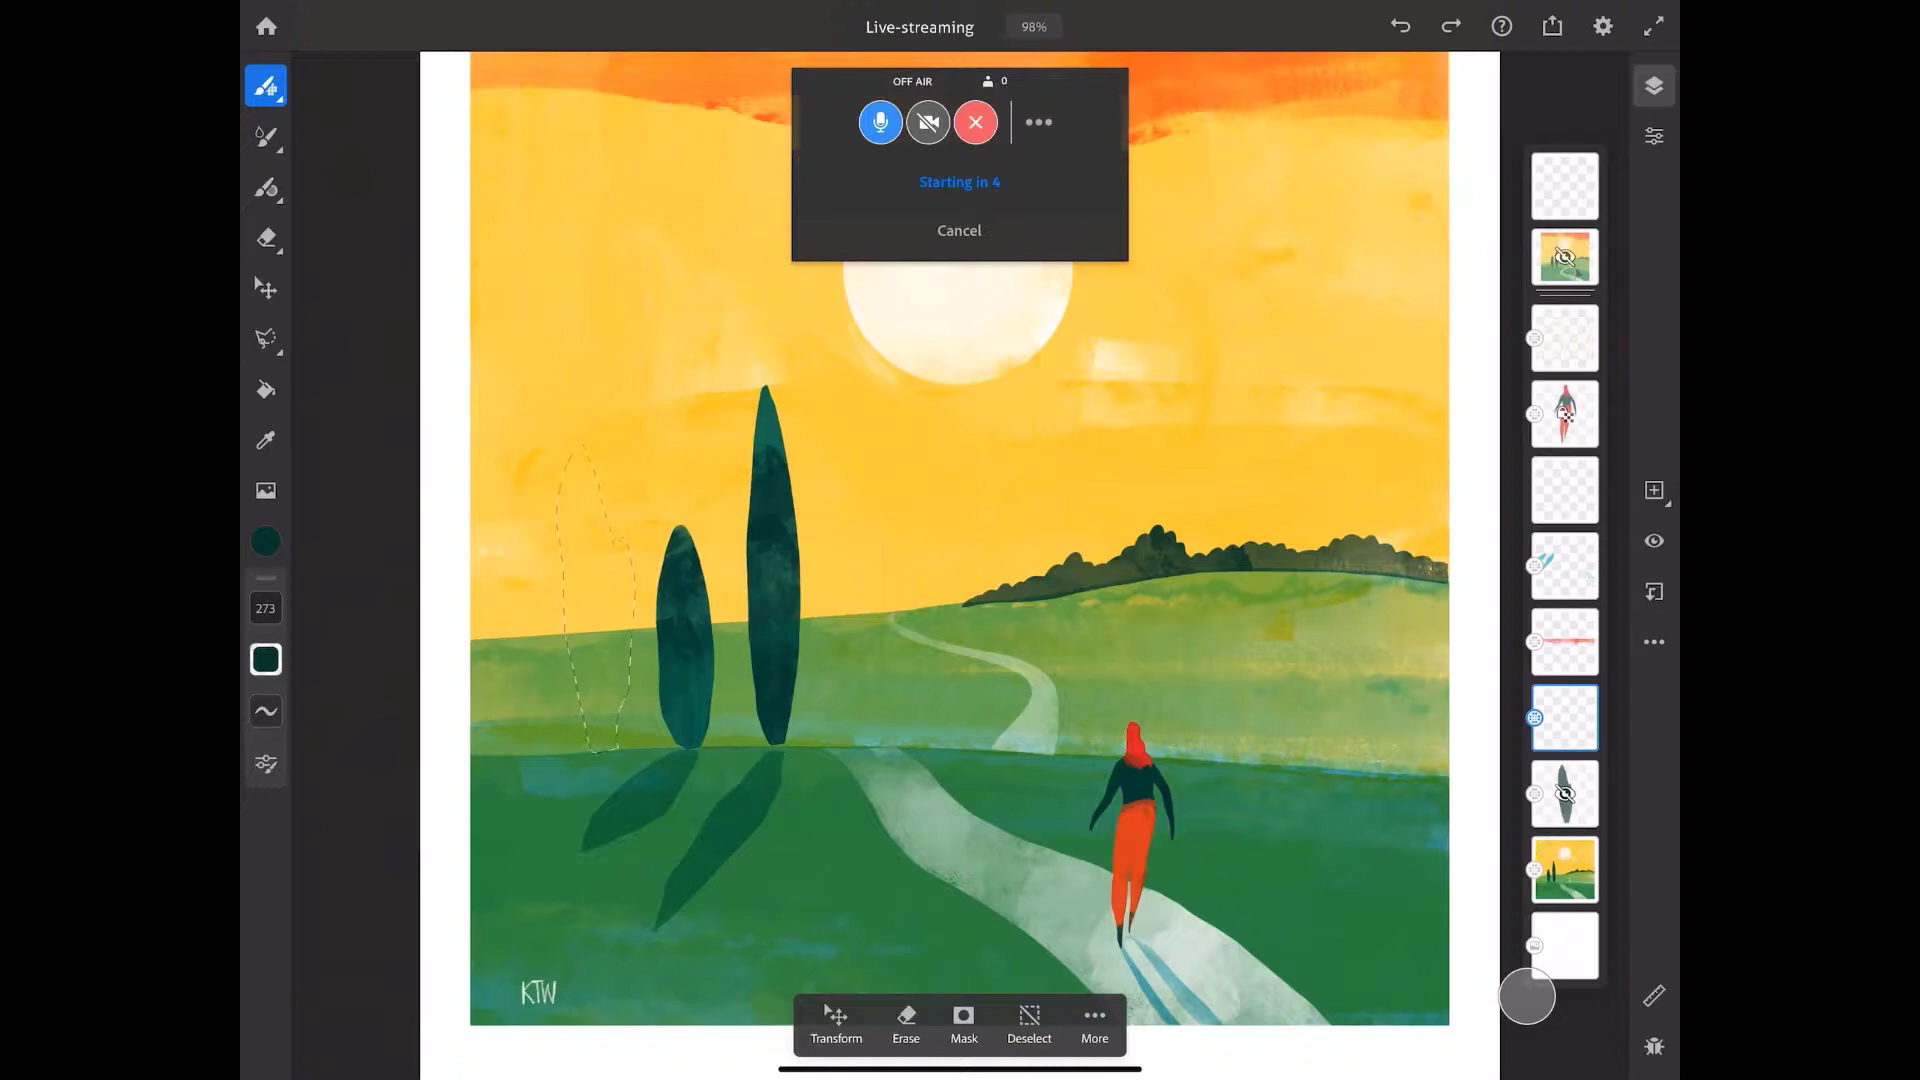 Live-streaming 98%
OFF AIR 0
Starting in 4
Cancel
273
KTW
Transform Erase Mask Deselect More